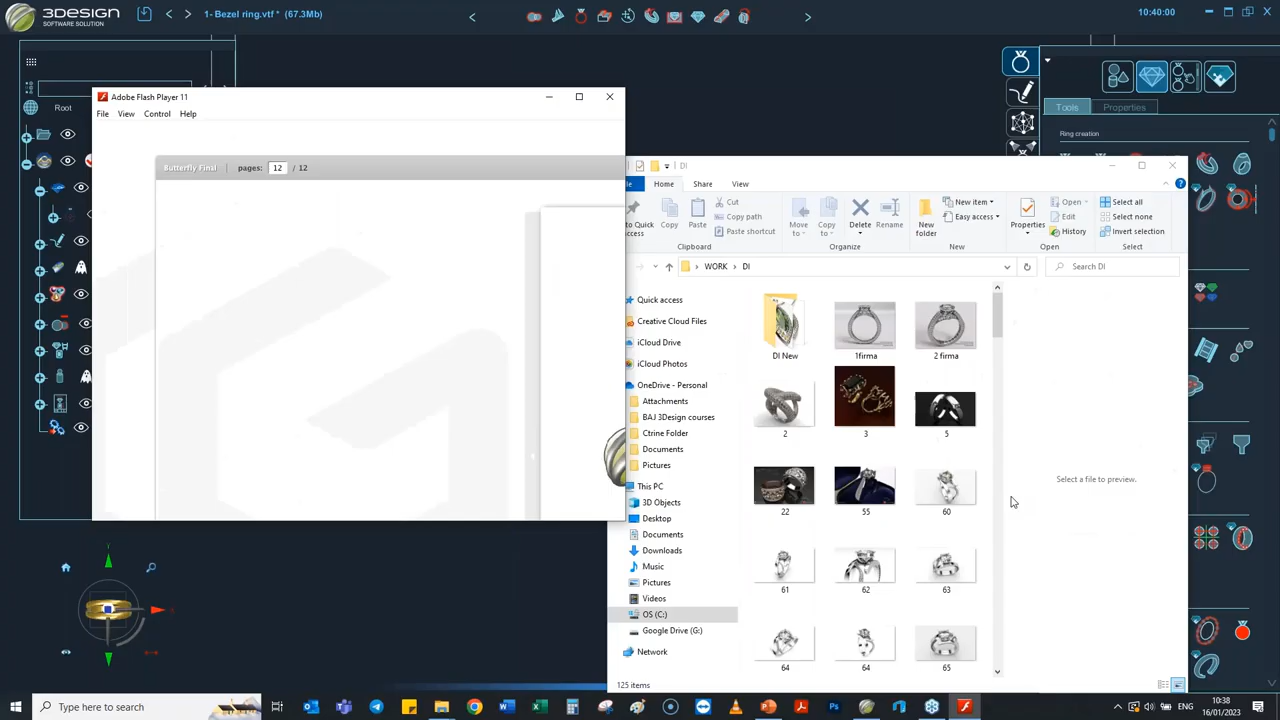 3DESIGN
SOFTWARE SOLUTION
1- Bezel ring.vtf * (67.3Mb)
10:40:00
Root
Tools
Properties
Ring creation
Adobe Flash Player 11
File View Control Help
Butterfly Final
pages: 12 / 12
DI
Home Share View
Copy
Paste
Cut
Copy path
Paste shortcut
Move to
Copy to
Delete
Rename
New folder
New item
Easy access
Properties
Open
Edit
History
Select all
Select none
Invert selection
Clipboard
Organize
New
Open
Select
WORK > DI
Search DI
Quick access
Creative Cloud Files
iCloud Drive
iCloud Photos
OneDrive - Personal
Attachments
BAJ 3Design courses
Ctrine Folder
Documents
Pictures
This PC
3D Objects
Desktop
Documents
Downloads
Music
Pictures
Videos
OS (C:)
Google Drive (G:)
Network
DI New
1firma
2 firma
2
3
5
22
55
60
61
62
63
64
64
65
Select a file to preview.
125 items
Y
Type here to search
ENG
10:38
16/01/2023